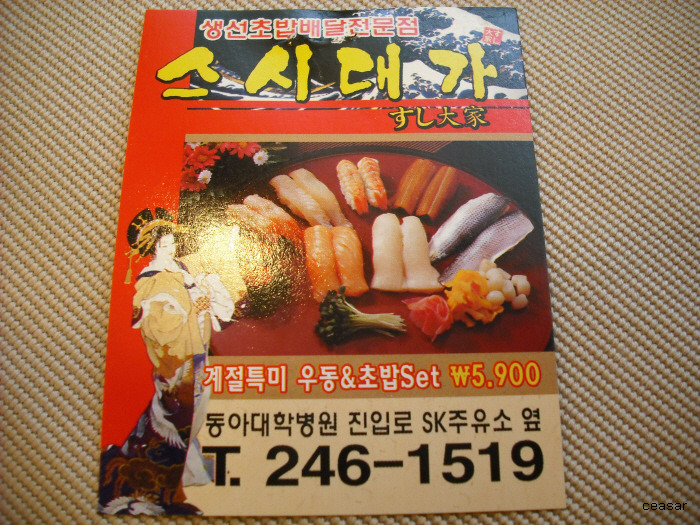 생선초밥배달전문점
스시대가
すし大家
계절특미 우동&초밥Set ₩5,900
동아대학병원 진입로 SK주유소 옆
T. 246-1519
ceasar